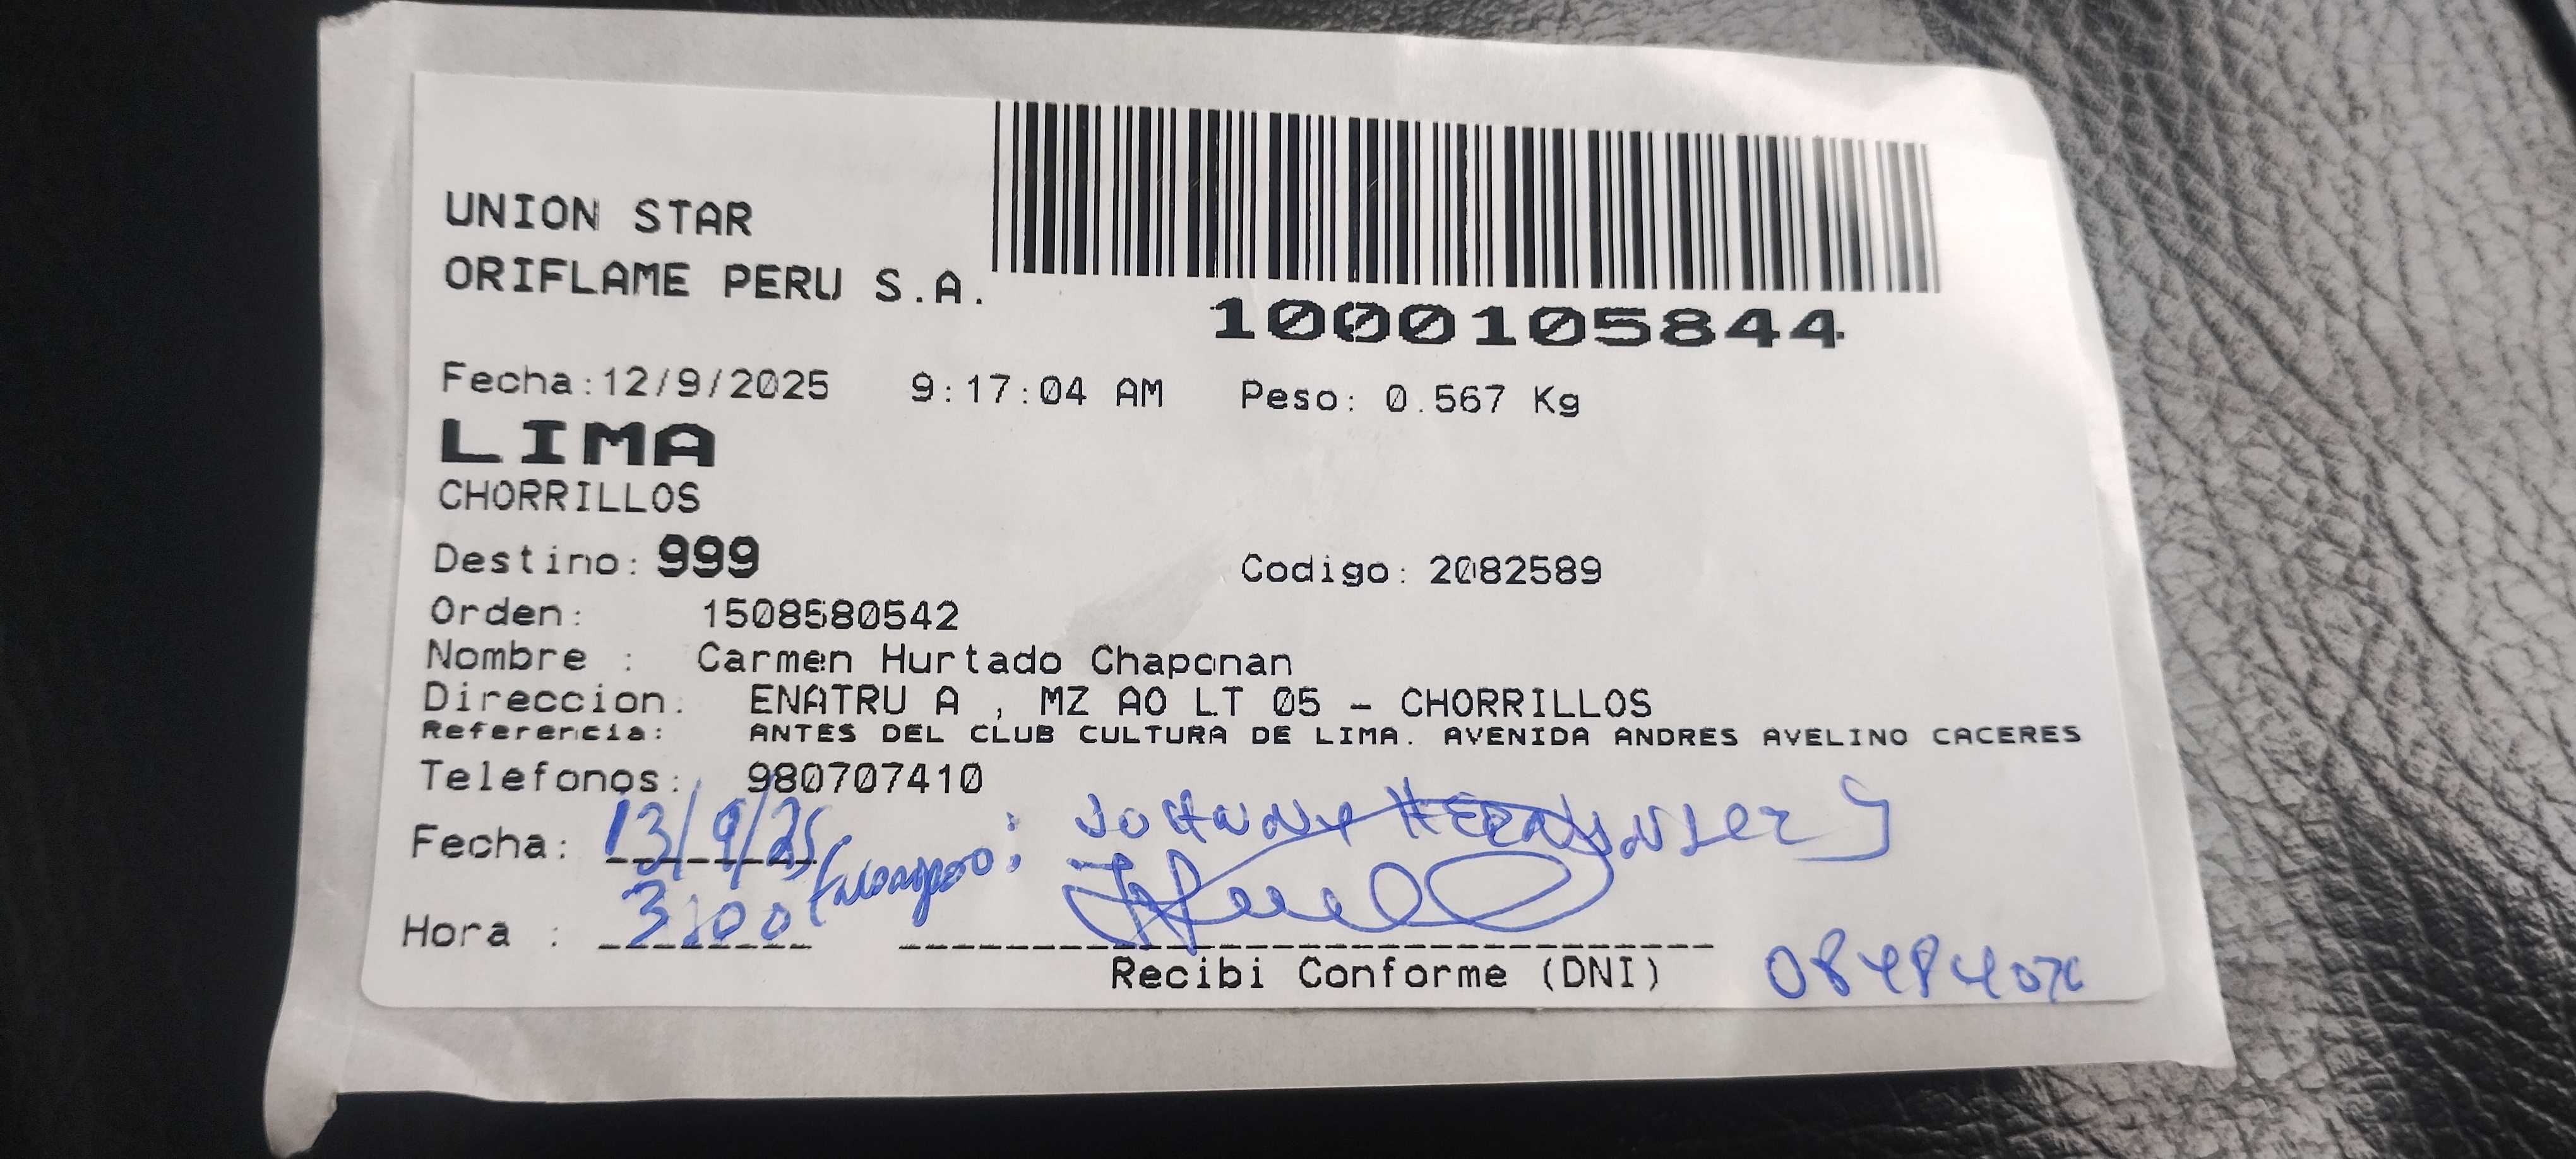 UNION STAR
ORIFLAME PERU S.A.
1000105844
Fecha:12/9/2025 9:17:04 AM Peso: 0.567 Kg
LIMA
CHORRILLOS
Destino: 999 Codigo: 2082589
Orden: 1508580542
Nombre : Carmen Hurtado Chaponan
Direccion: ENATRU A , MZ AO LT 05 - CHORRILLOS
Referencia: ANTES DEL CLUB CULTURA DE LIMA. AVENIDA ANDRES AVELINO CACERES
Telefonos: 980707410
Fecha: 13/9/25
Hora : 3:00
Recibi Conforme (DNI)